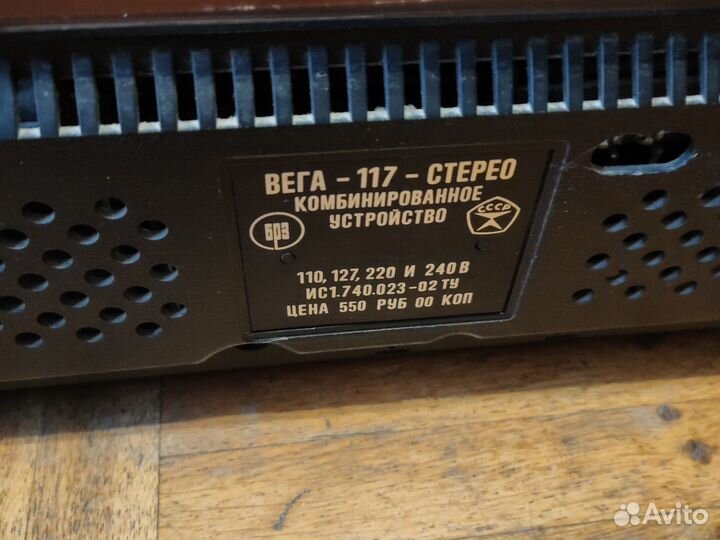 ВЕГА - 117 - СТЕРЕО
КОМБИНИРОВАННОЕ
УСТРОЙСТВО
БРЗ
СССР
110, 127, 220 И 240 В
ИС1.740.023-02 ТУ
ЦЕНА 550 РУБ 00 КОП
Avito